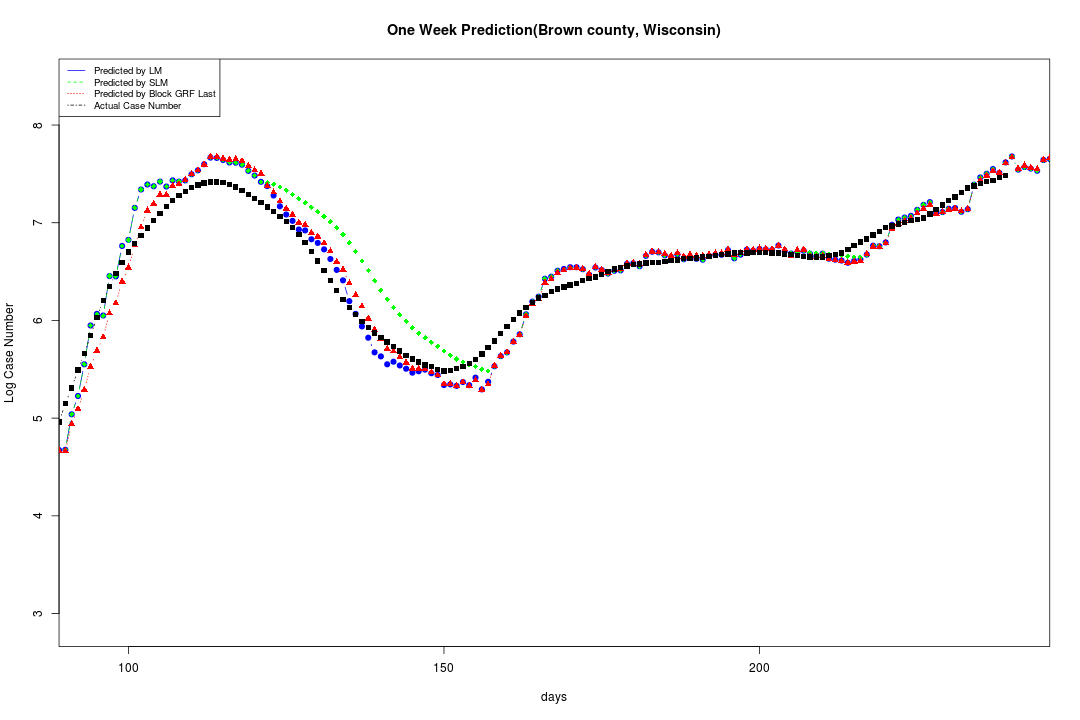 One Week Prediction(Brown county, Wisconsin)
Predicted by LM
Predicted by SLM
Predicted by Block GRF Last
Actual Case Number
8
7
6
5
4
3
Log Case Number
100 150 200
days